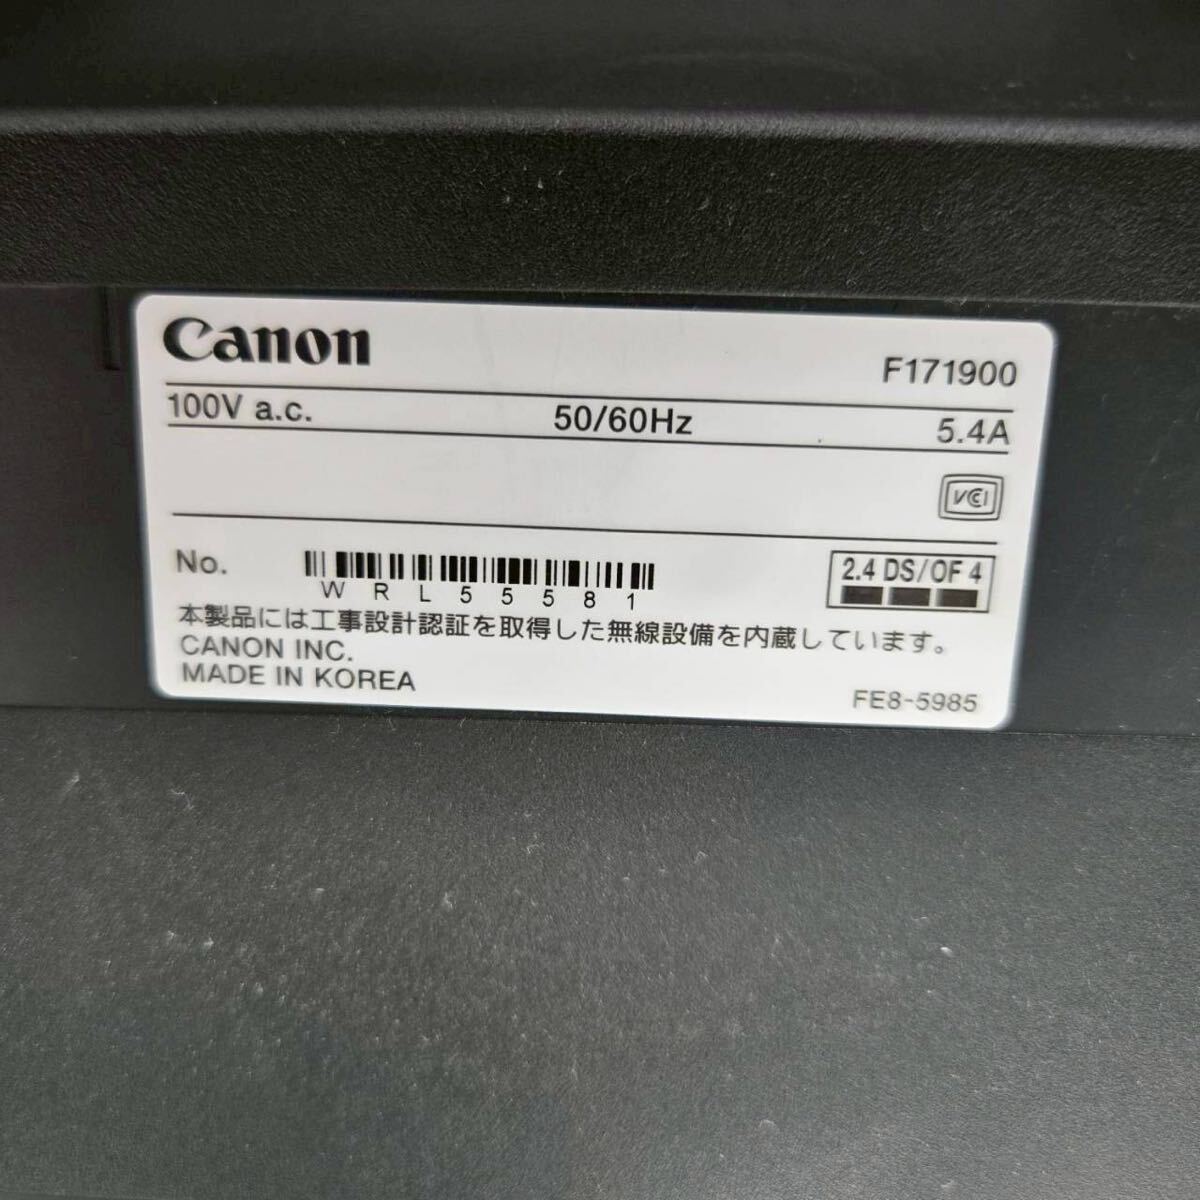 Canon
F171900
100V a.c. 50/60Hz 5.4A
VCI
No.
WRL55581
2.4 DS/OF 4
本製品には工事設計認証を取得した無線設備を内蔵しています。
CANON INC.
MADE IN KOREA
FE8-5985